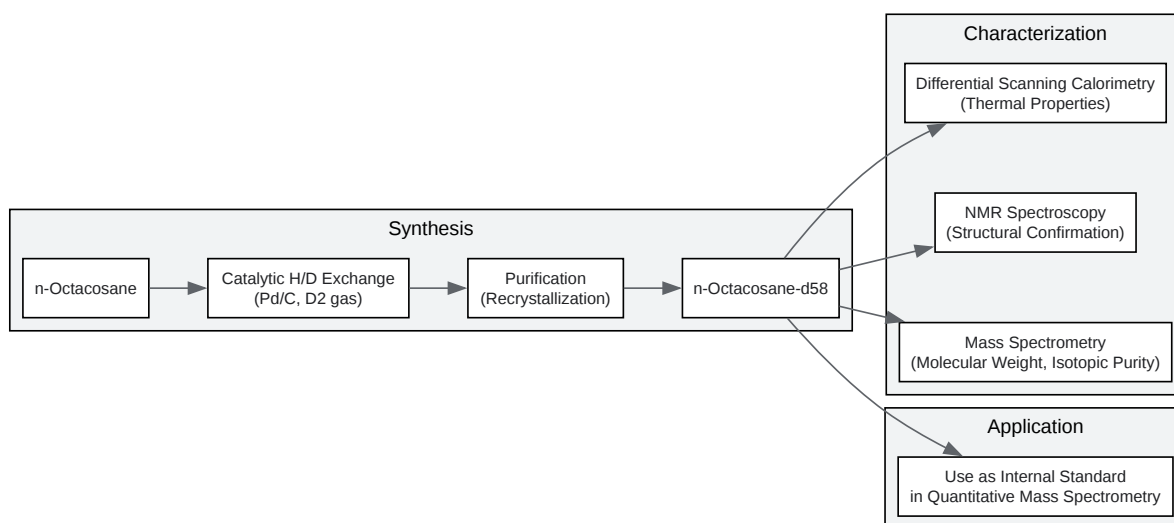 Synthesis
n-Octacosane
Catalytic H/D Exchange
(Pd/C, D2 gas)
Purification
(Recrystallization)
n-Octacosane-d58
Characterization
Differential Scanning Calorimetry
(Thermal Properties)
NMR Spectroscopy
(Structural Confirmation)
Mass Spectrometry
(Molecular Weight, Isotopic Purity)
Application
Use as Internal Standard
in Quantitative Mass Spectrometry